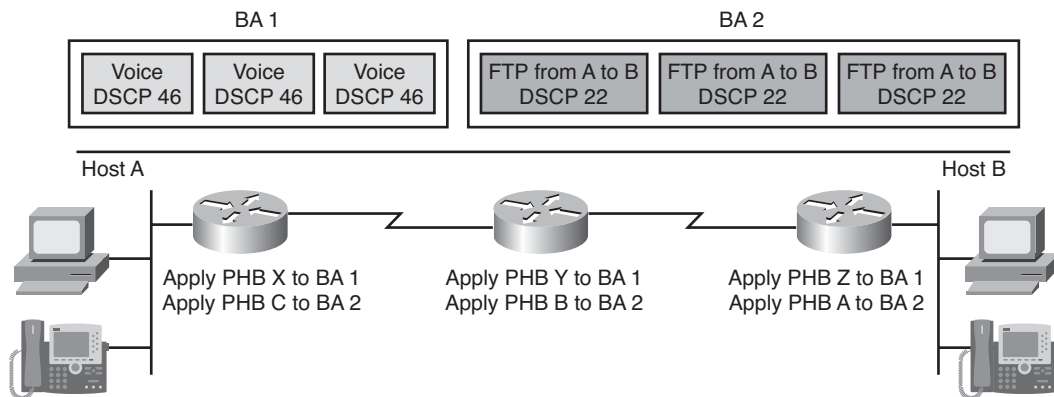 BA 1
BA 2
Voice
DSCP 46
Voice
DSCP 46
Voice
DSCP 46
FTP from A to B
DSCP 22
FTP from A to B
DSCP 22
FTP from A to B
DSCP 22
Host A
Host B
Apply PHB X to BA 1
Apply PHB C to BA 2
Apply PHB Y to BA 1
Apply PHB B to BA 2
Apply PHB Z to BA 1
Apply PHB A to BA 2